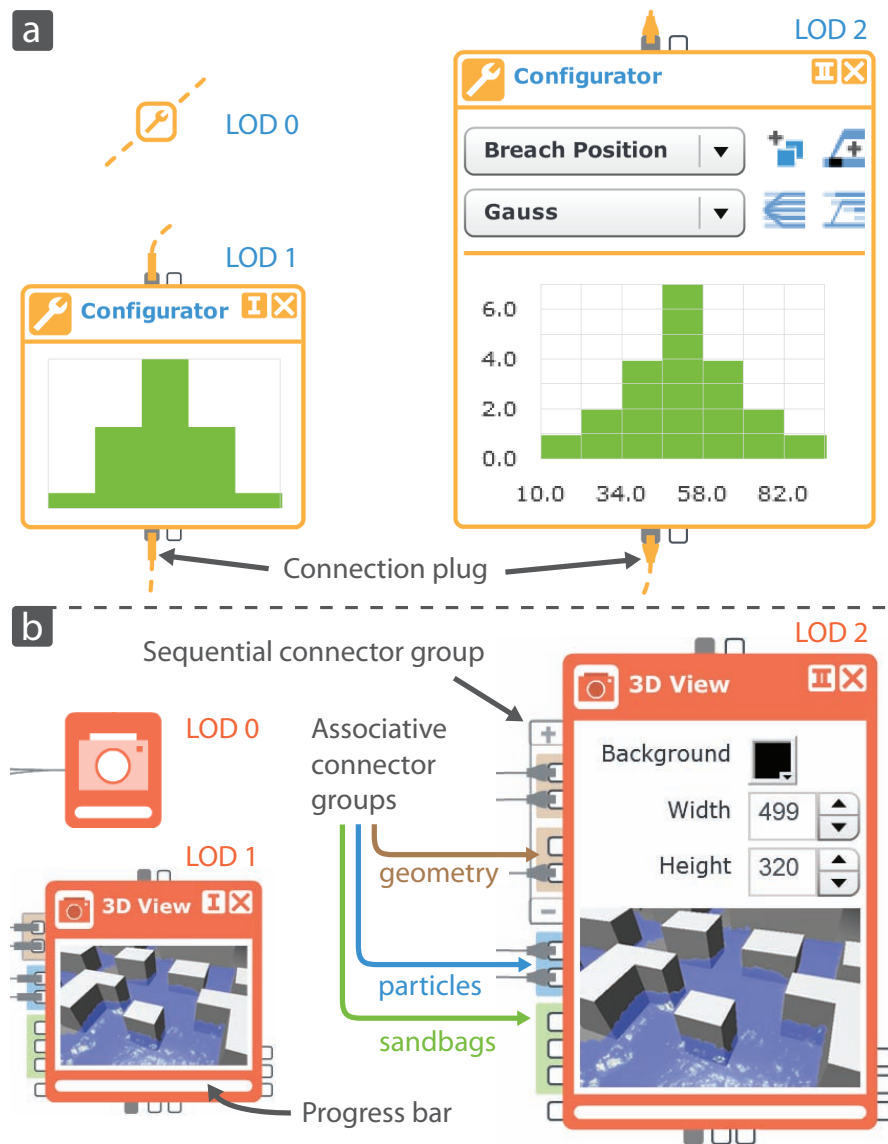 a
LOD 0
LOD 1
Configurator
I
LOD 2
Configurator
II
Breach Position
Gauss
6.0
4.0
2.0
0.0
10.0 34.0 58.0 82.0
Connection plug
b
Sequential connector group
LOD 0
Associative
connector
groups
geometry
particles
sandbags
LOD 1
3D View
I
Progress bar
LOD 2
3D View
II
Background
Width 499
Height 320